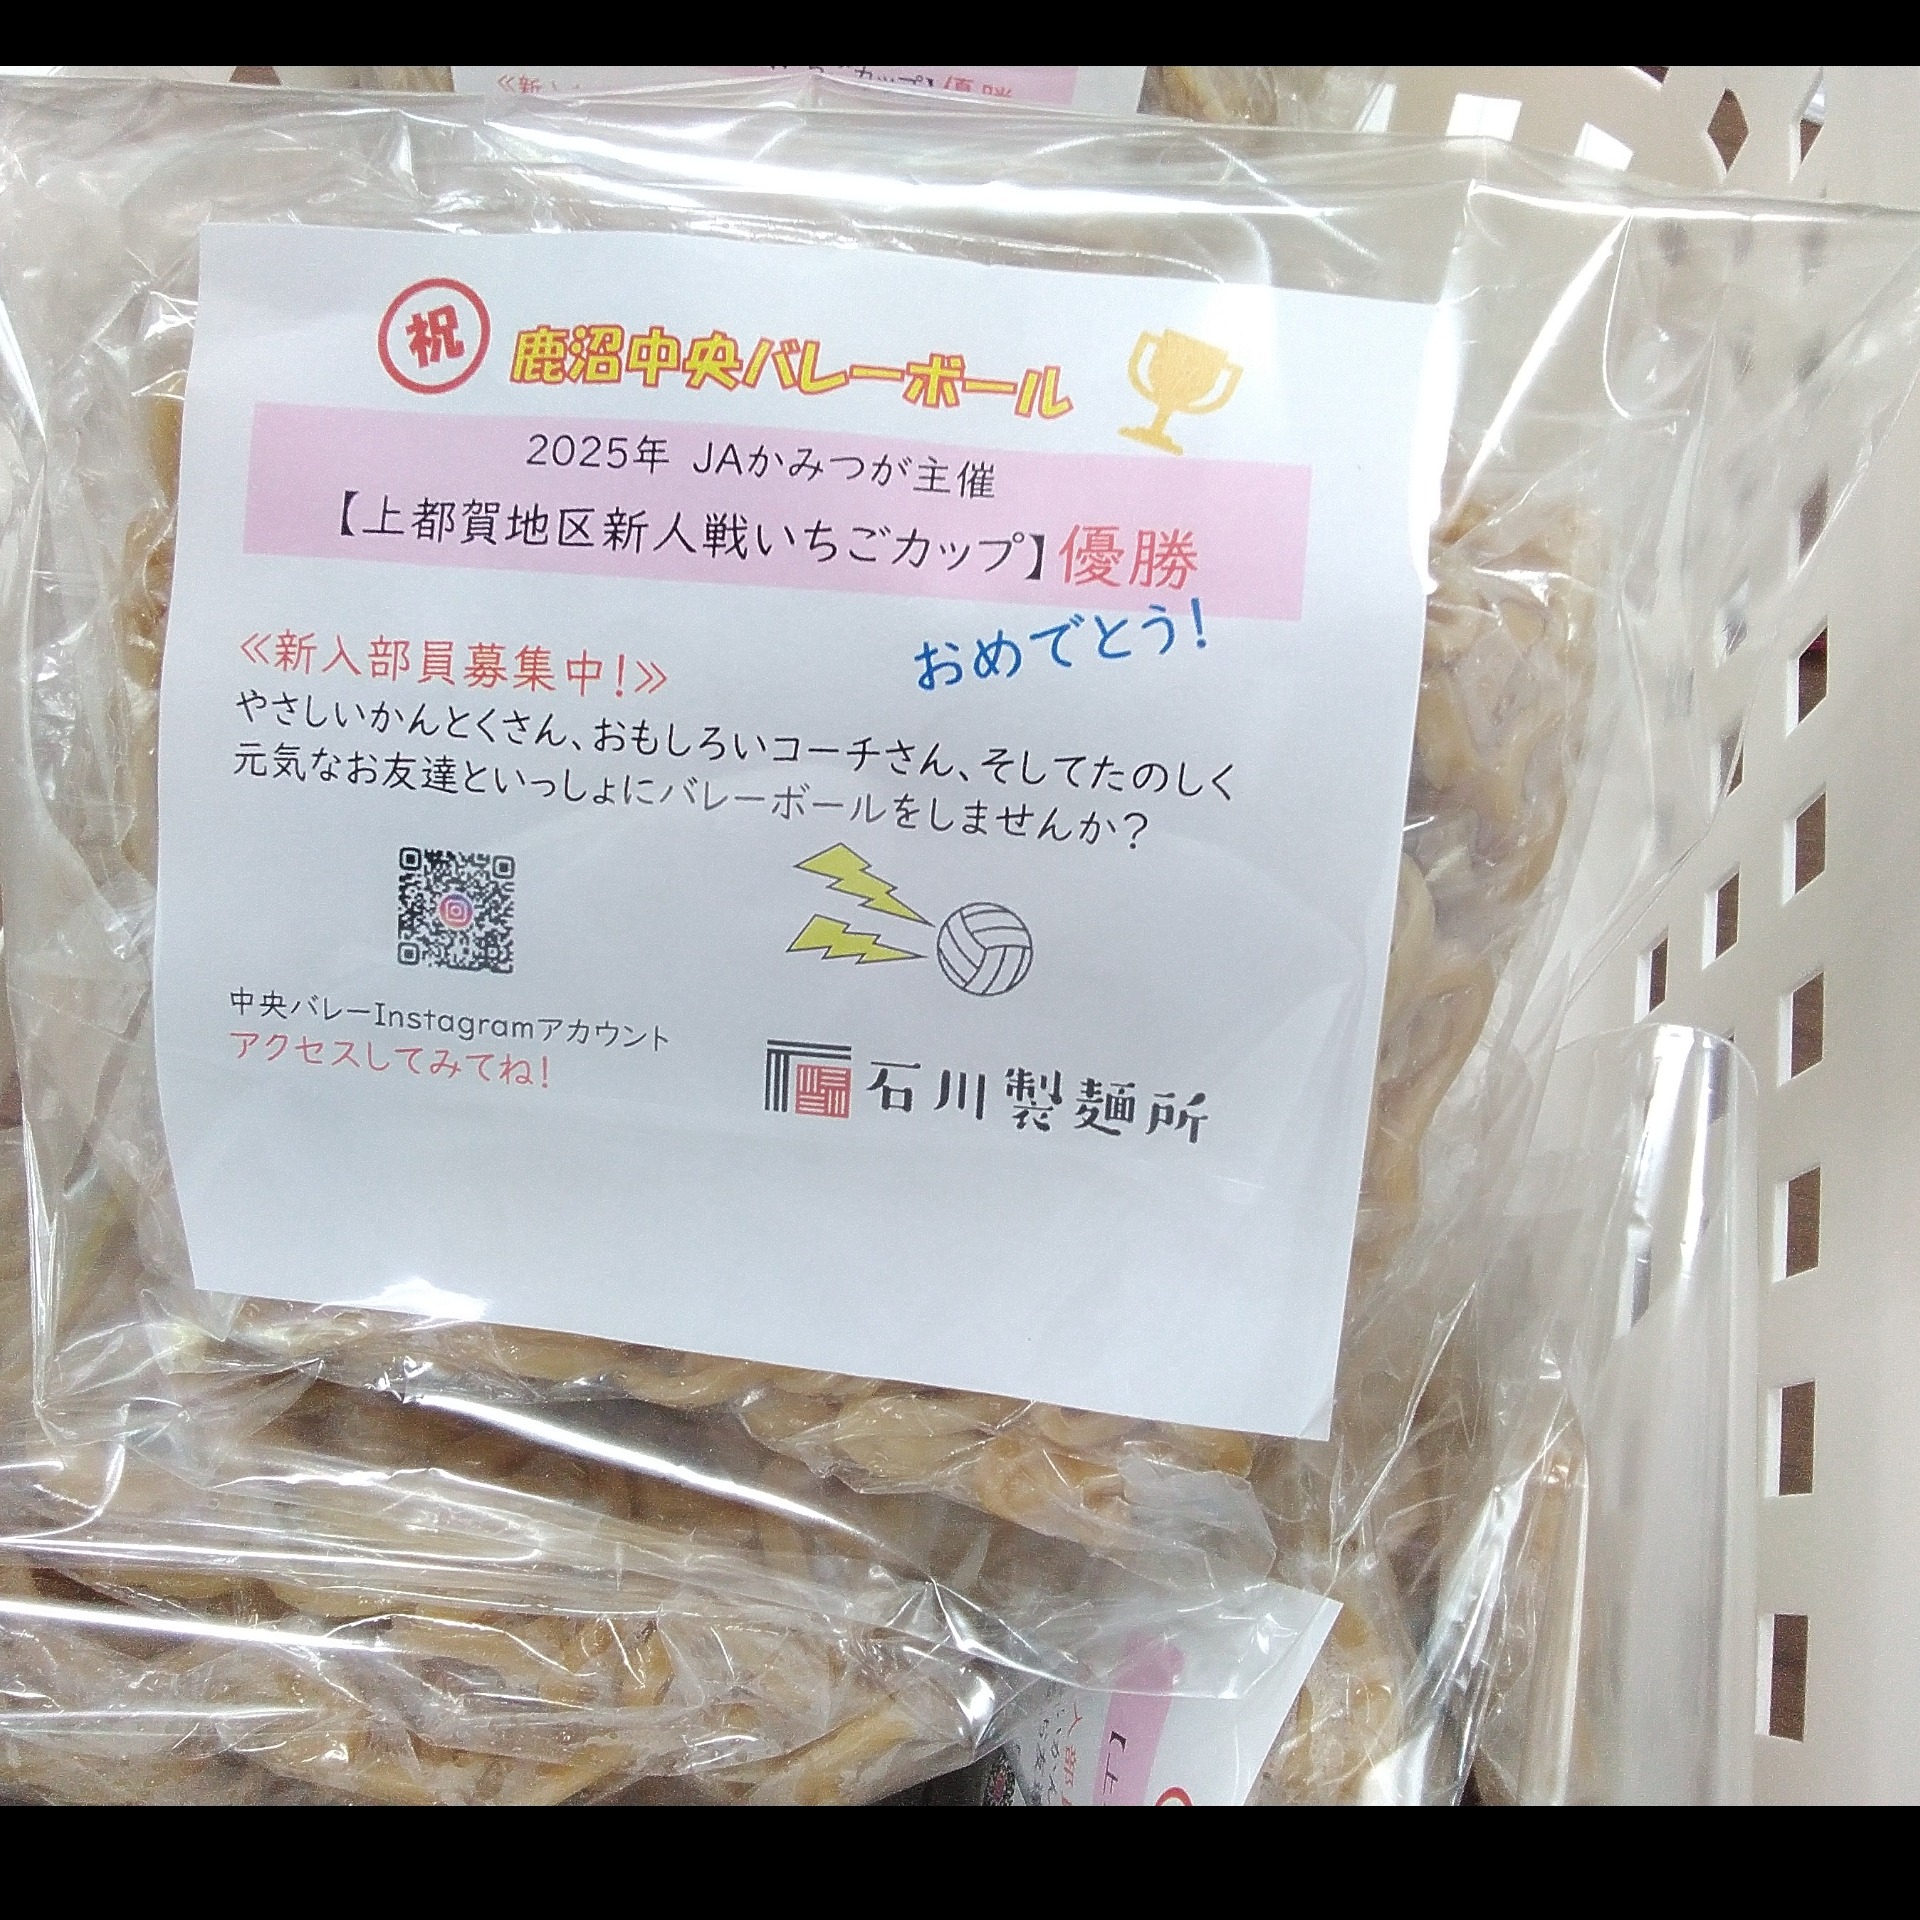 祝 鹿沼中央バレーボール
2025年 JAかみつが主催
【上都賀地区新人戦いちごカップ】優勝
おめでとう!
≪新入部員募集中!≫
やさしいかんとくさん、おもしろいコーチさん、そしてたのしく
元気なお友達といっしょにバレーボールをしませんか?
中央バレーInstagramアカウント
アクセスしてみてね!
石川製麺所